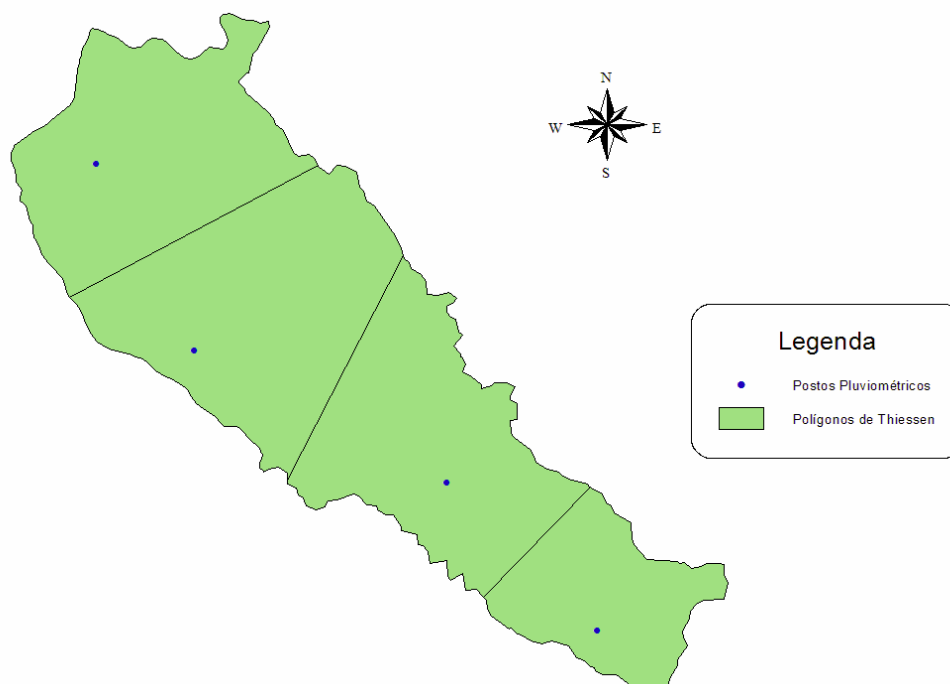 N
W E
S
Legenda
Postos Pluviométricos
Polígonos de Thiessen